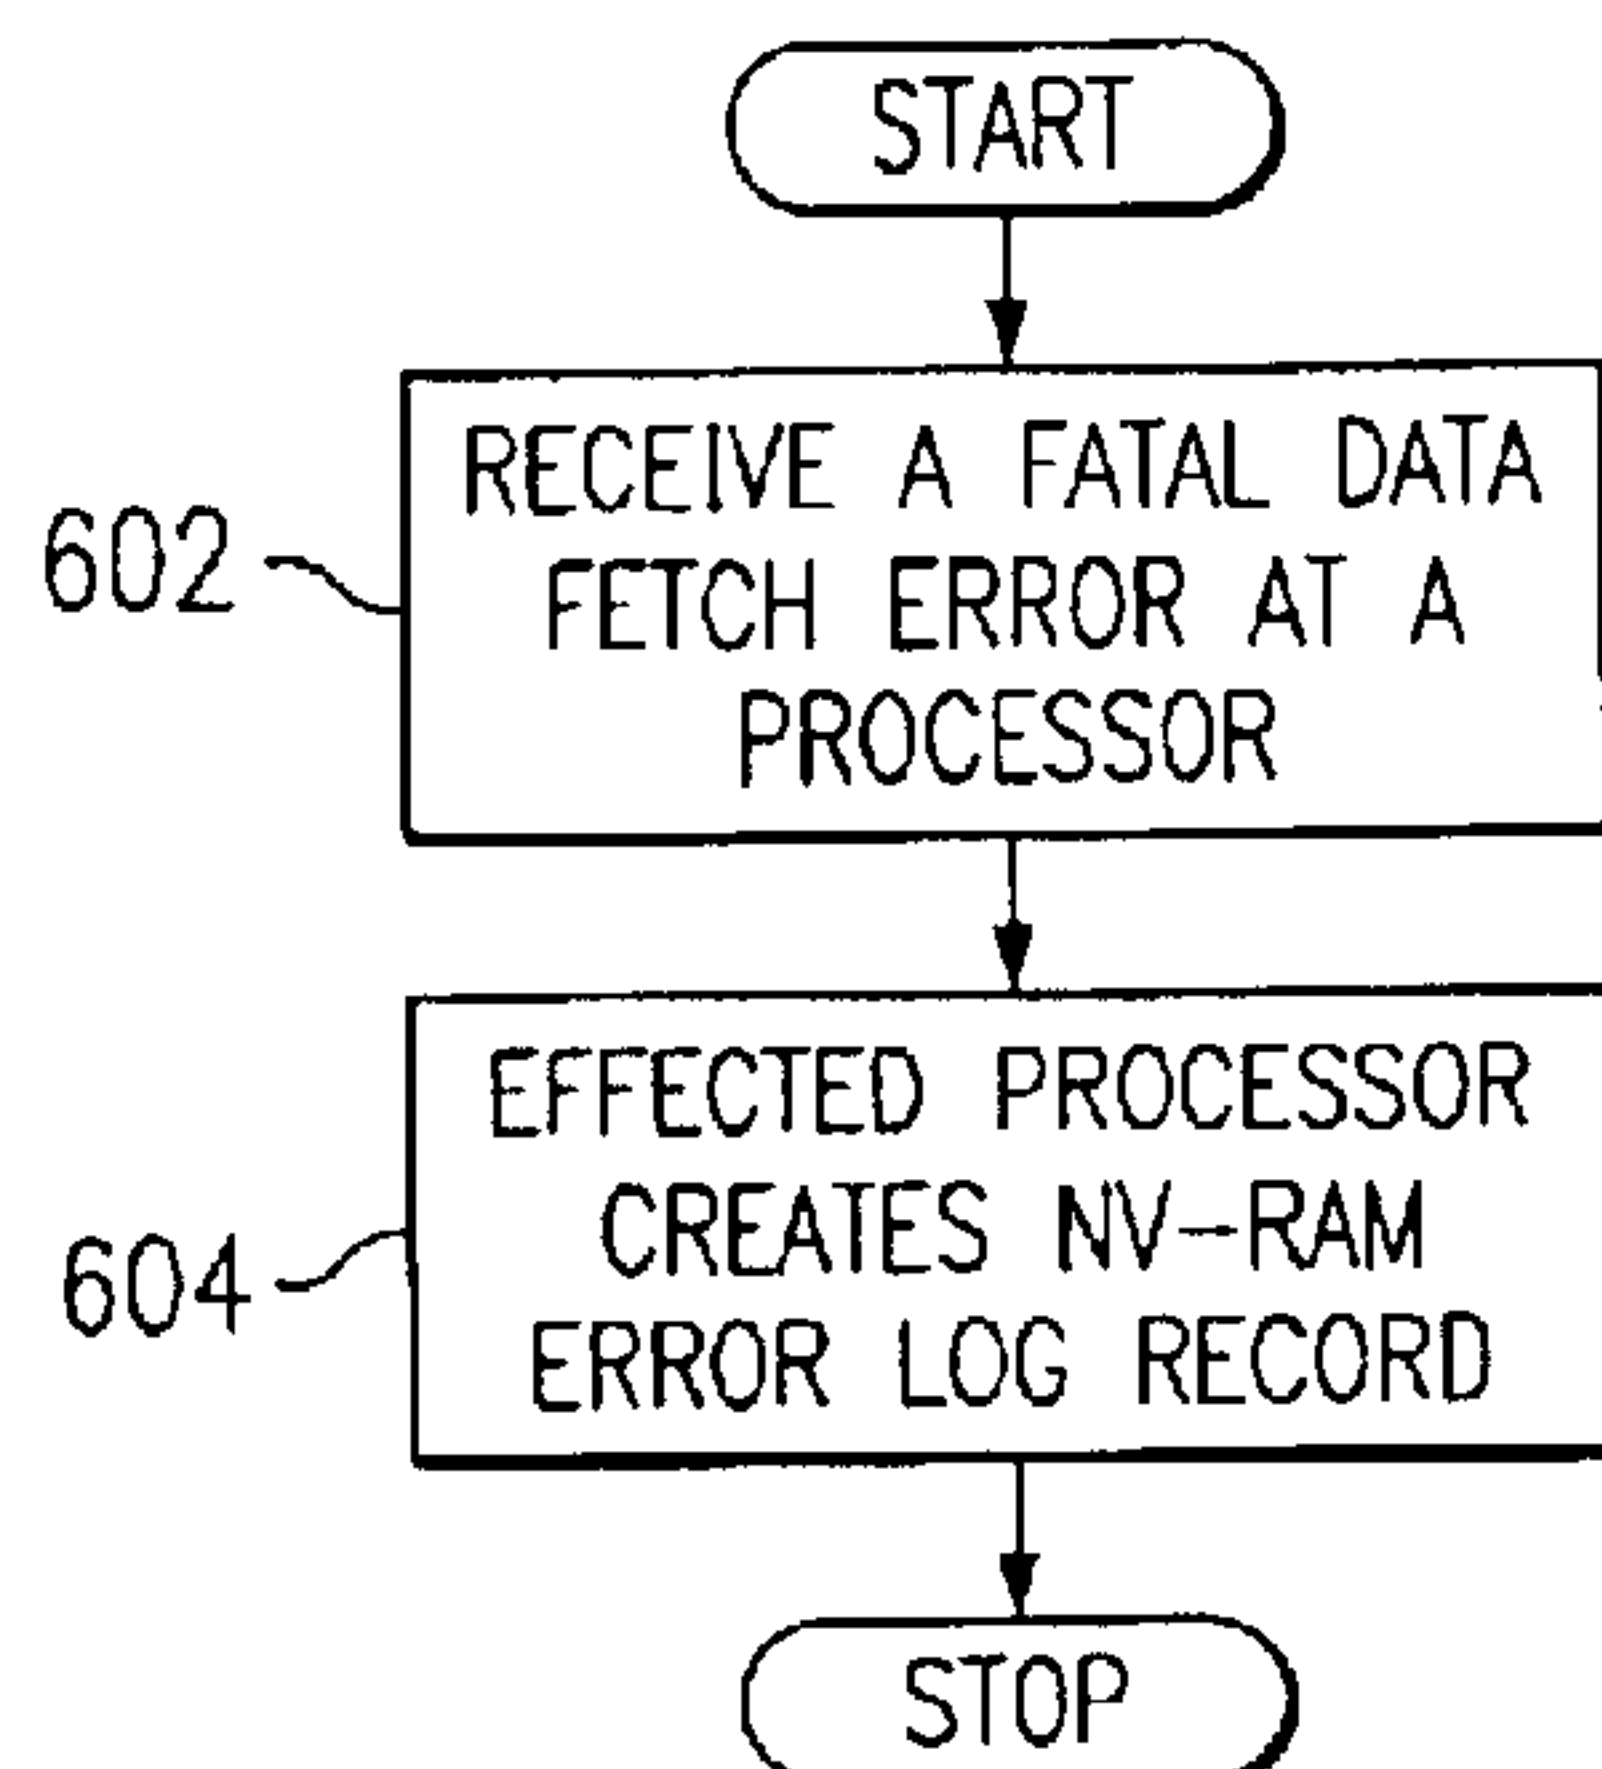 START
602
RECEIVE A FATAL DATA
FETCH ERROR AT A
PROCESSOR
604
EFFECTED PROCESSOR
CREATES NV-RAM
ERROR LOG RECORD
STOP